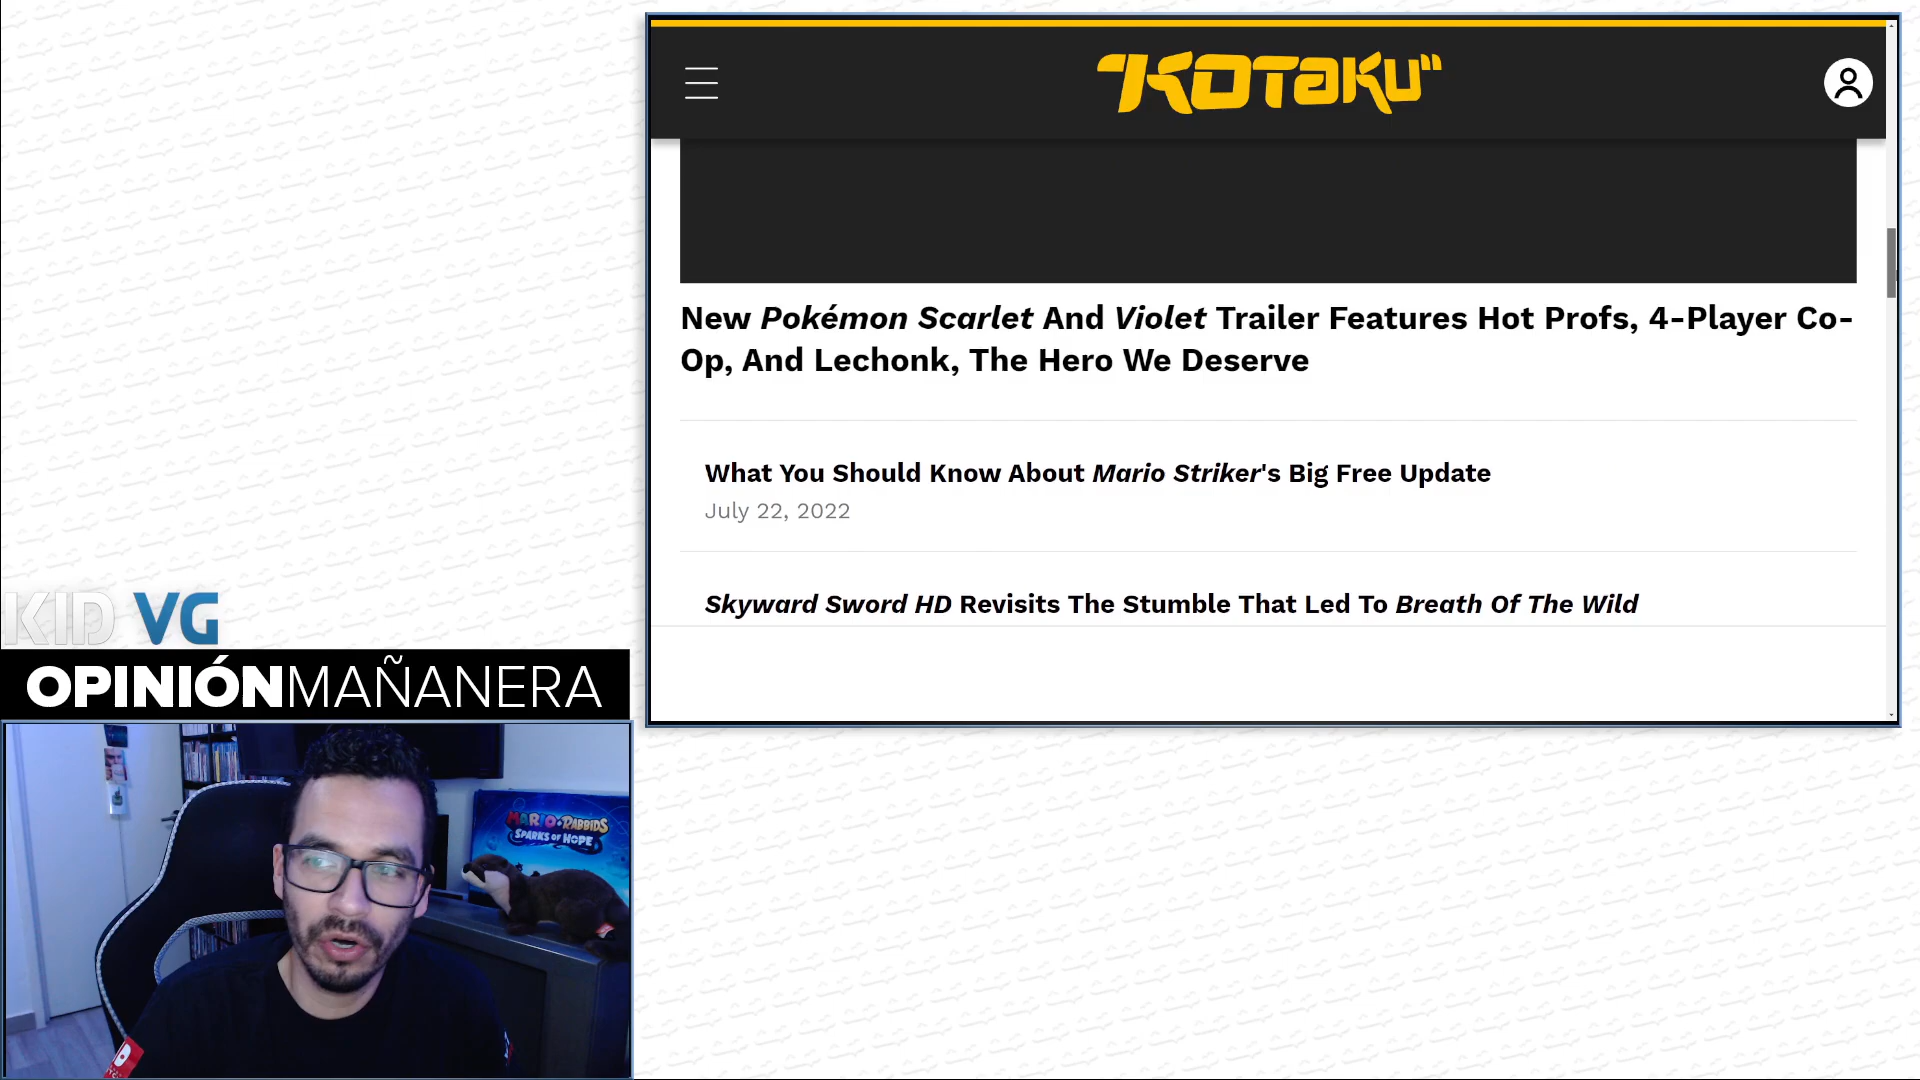 KOTaKU
New Pokémon Scarlet And Violet Trailer Features Hot Profs, 4-Player Co-
Op, And Lechonk, The Hero We Deserve
What You Should Know About Mario Striker's Big Free Update
July 22, 2022
Skyward Sword HD Revisits The Stumble That Led To Breath Of The Wild
KID VG
OPINIÓNMAÑANERA
MARIO+RABBIDS
SPARKS OF HOPE